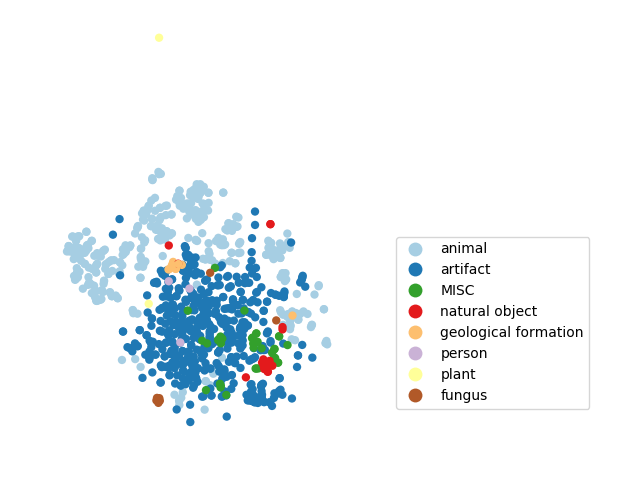 animal
artifact
MISC
natural object
geological formation
person
plant
fungus